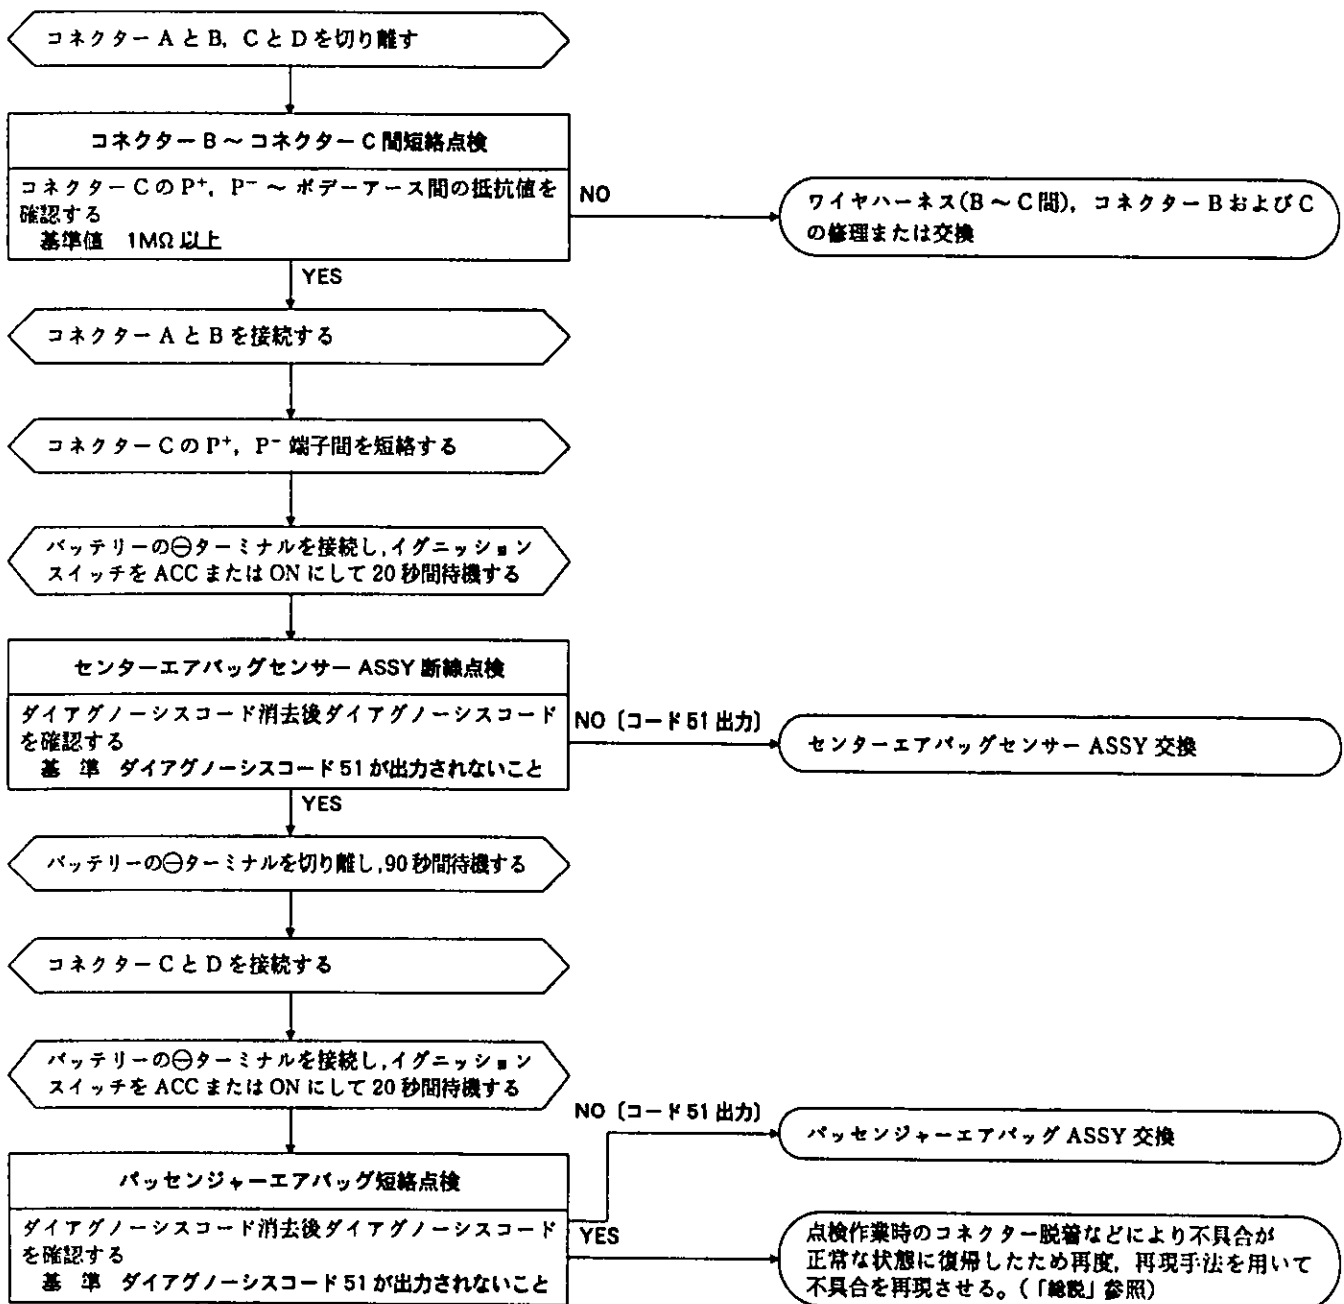 コネクターAとB, CとDを切り離す
コネクターB～コネクターC間短絡点検
コネクターCのP⁺, P⁻～ボデーアース間の抵抗値を
確認する
基準値 1MΩ以上
NO
ワイヤハーネス(B～C間), コネクターBおよびC
の修理または交換
YES
コネクターAとBを接続する
コネクターCのP⁺, P⁻端子間を短絡する
バッテリーの⊖ターミナルを接続し,イグニッション
スイッチをACCまたはONにして20秒間待機する
センターエアバッグセンサーASSY断線点検
ダイアグノーシスコード消去後ダイアグノーシスコード
を確認する
基 準 ダイアグノーシスコード51が出力されないこと
NO〔コード51出力〕
センターエアバッグセンサーASSY交換
YES
バッテリーの⊖ターミナルを切り離し,90秒間待機する
コネクターCとDを接続する
バッテリーの⊖ターミナルを接続し,イグニッション
スイッチをACCまたはONにして20秒間待機する
NO〔コード51出力〕
パッセンジャーエアバッグASSY交換
パッセンジャーエアバッグ短絡点検
ダイアグノーシスコード消去後ダイアグノーシスコード
を確認する
基 準 ダイアグノーシスコード51が出力されないこと
YES
点検作業時のコネクター脱着などにより不具合が
正常な状態に復帰したため再度, 再現手法を用いて
不具合を再現させる。(「総説」参照)